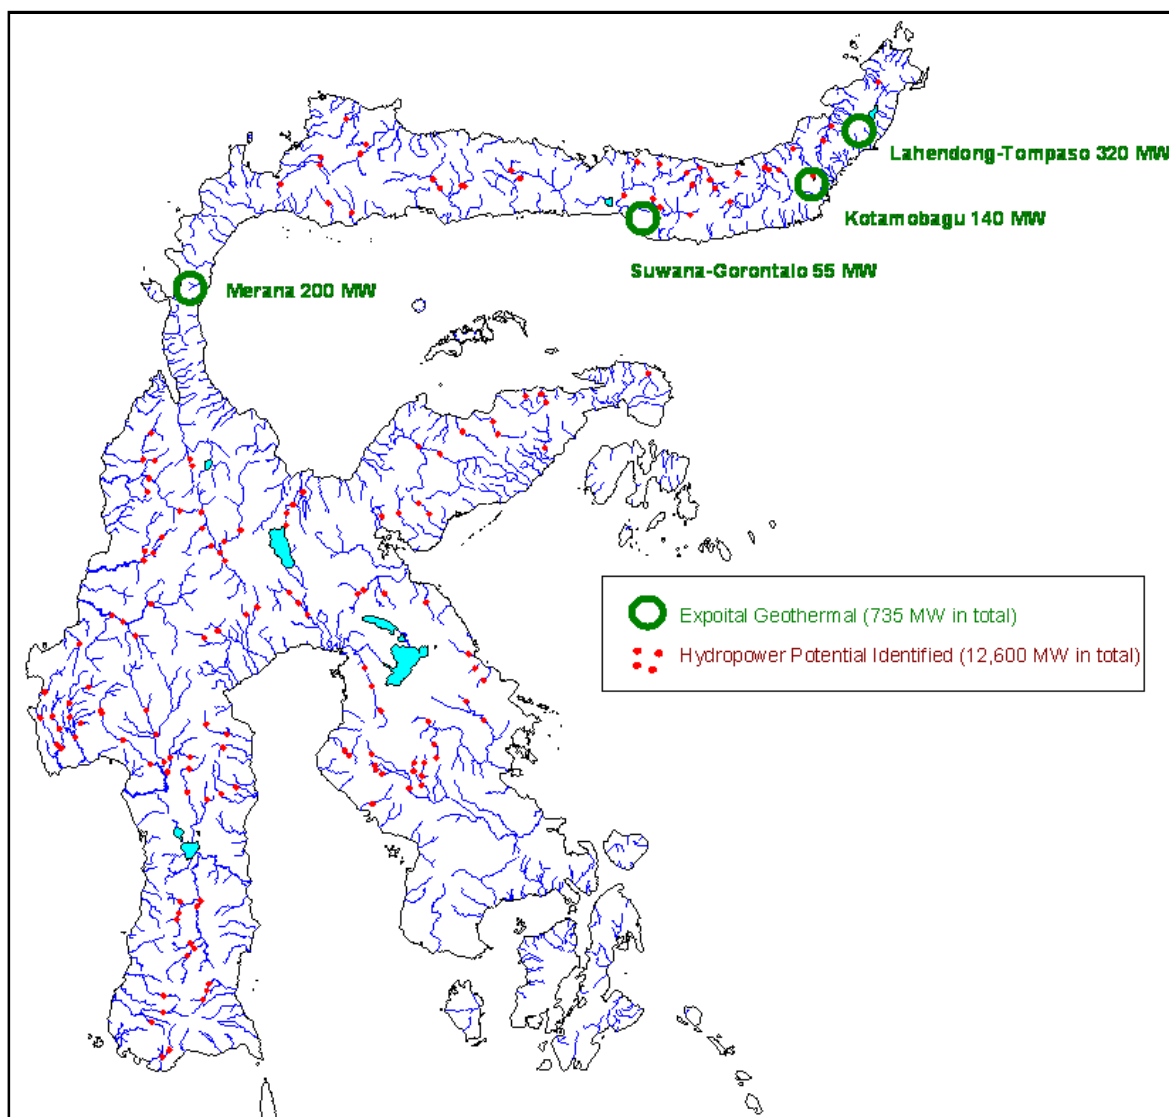 Lahendong-Tompaso 320 MW
Kotamobagu 140 MW
Suwana-Gorontalo 55 MW
Merana 200 MW
Expoital Geothermal (735 MW in total)
Hydropower Potential Identified (12,600 MW in total)